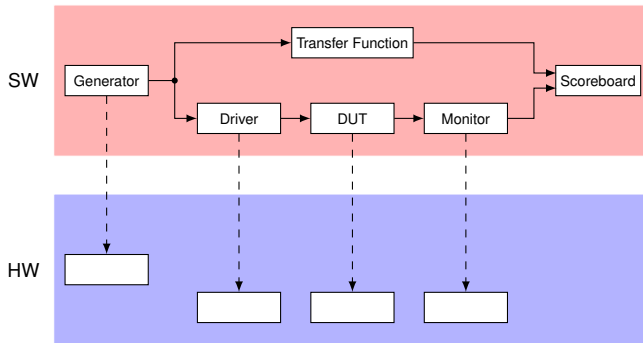 Transfer Function
SW
Generator
Scoreboard
Driver
DUT
Monitor
HW